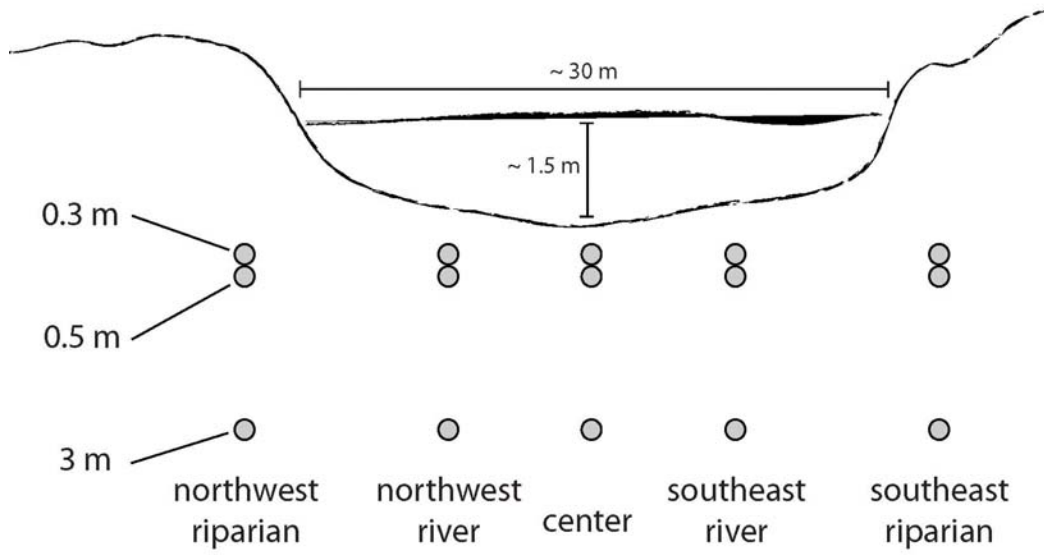 ~ 30 m
~ 1.5 m
0.3 m
0.5 m
3 m
northwest
riparian
northwest
river
center
southeast
river
southeast
riparian